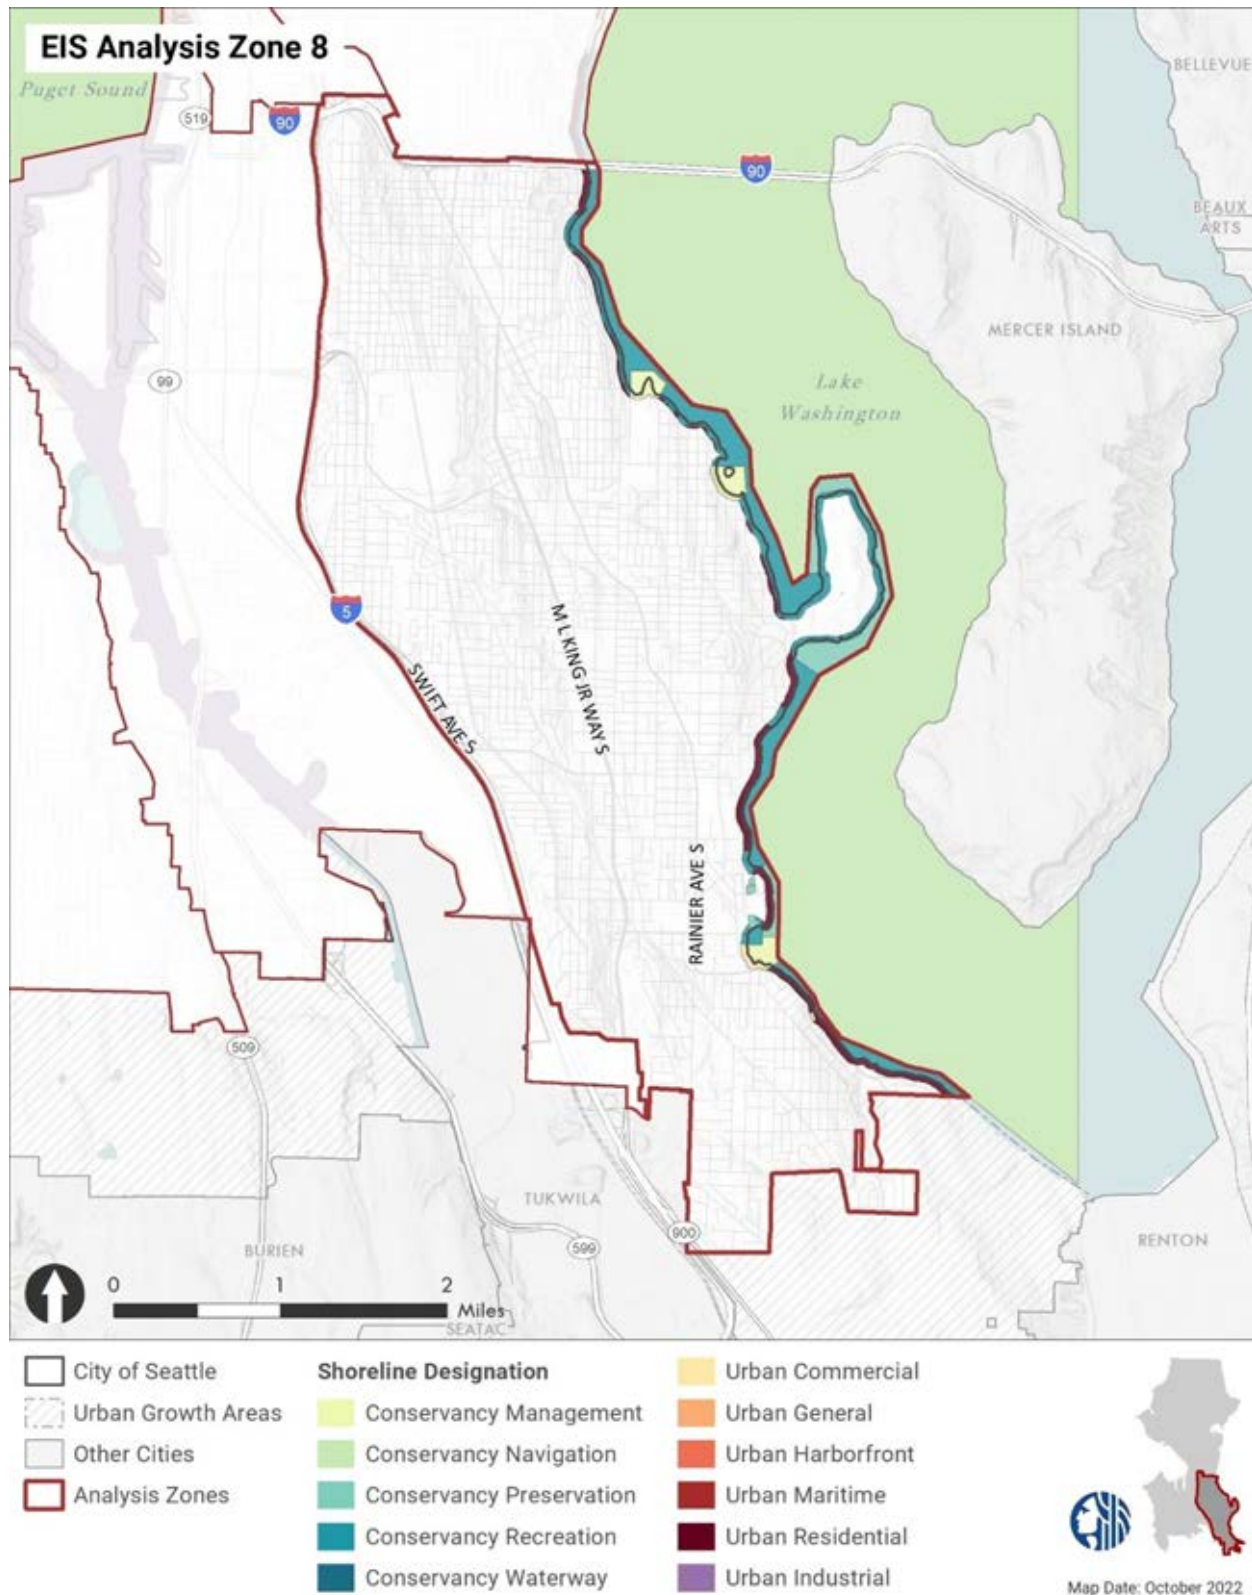 EIS Analysis Zone 8
Puget Sound
519
90
90
BELLEVUE
BEAUX
ARTS
MERCER ISLAND
Lake
Washington
99
5
M L KING JR WAY S
SWIFT AVE S
RAINIER AVE S
509
TUKWILA
BURIEN
599
900
RENTON
0 1 2
Miles
SEATAC
City of Seattle
Urban Growth Areas
Other Cities
Analysis Zones
Shoreline Designation
Conservancy Management
Conservancy Navigation
Conservancy Preservation
Conservancy Recreation
Conservancy Waterway
Urban Commercial
Urban General
Urban Harborfront
Urban Maritime
Urban Residential
Urban Industrial
Map Date: October 2022